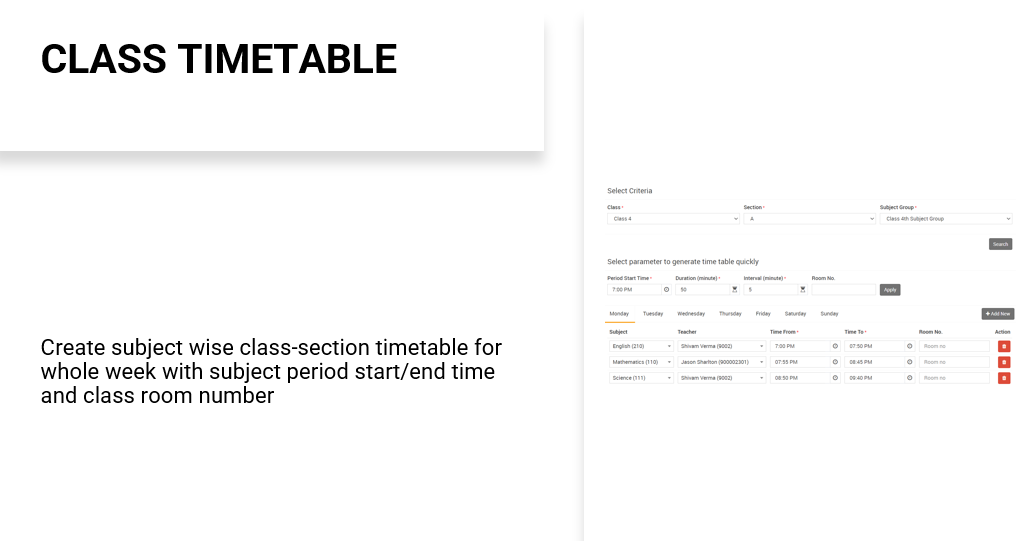 CLASS TIMETABLE
Create subject wise class-section timetable for
whole week with subject period start/end time
and class room number
Select Criteria
Class * Section * Subject Group *
Class 4 A Class 4th Subject Group
Search
Select parameter to generate time table quickly
Period Start Time * Duration (minute) * Interval (minute) * Room No.
7:00 PM 50 5 Apply
Monday Tuesday Wednesday Thursday Friday Saturday Sunday + Add New
Subject Teacher Time From * Time To * Room No. Action
English (210) Shivam Verma (9002) 7:00 PM 07:50 PM Room no
Mathematics (110) Jason Sharlton (900002301) 07:55 PM 08:45 PM Room no
Science (111) Shivam Verma (9002) 08:50 PM 09:40 PM Room no